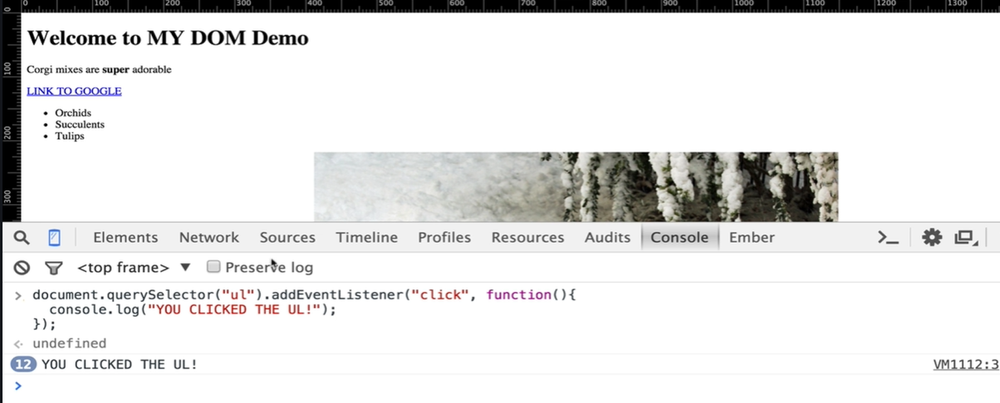 0 100 200 300 400 500 600 700 800 900 1000 1100 1200 1300
0
100
200
300
Welcome to MY DOM Demo
Corgi mixes are super adorable
LINK TO GOOGLE
• Orchids
• Succulents
• Tulips
Elements Network Sources Timeline Profiles Resources Audits Console Ember
<top frame> ▼ Preserve log
> document.querySelector("ul").addEventListener("click", function(){
console.log("YOU CLICKED THE UL!");
});
undefined
12 YOU CLICKED THE UL! VM1112:3
>